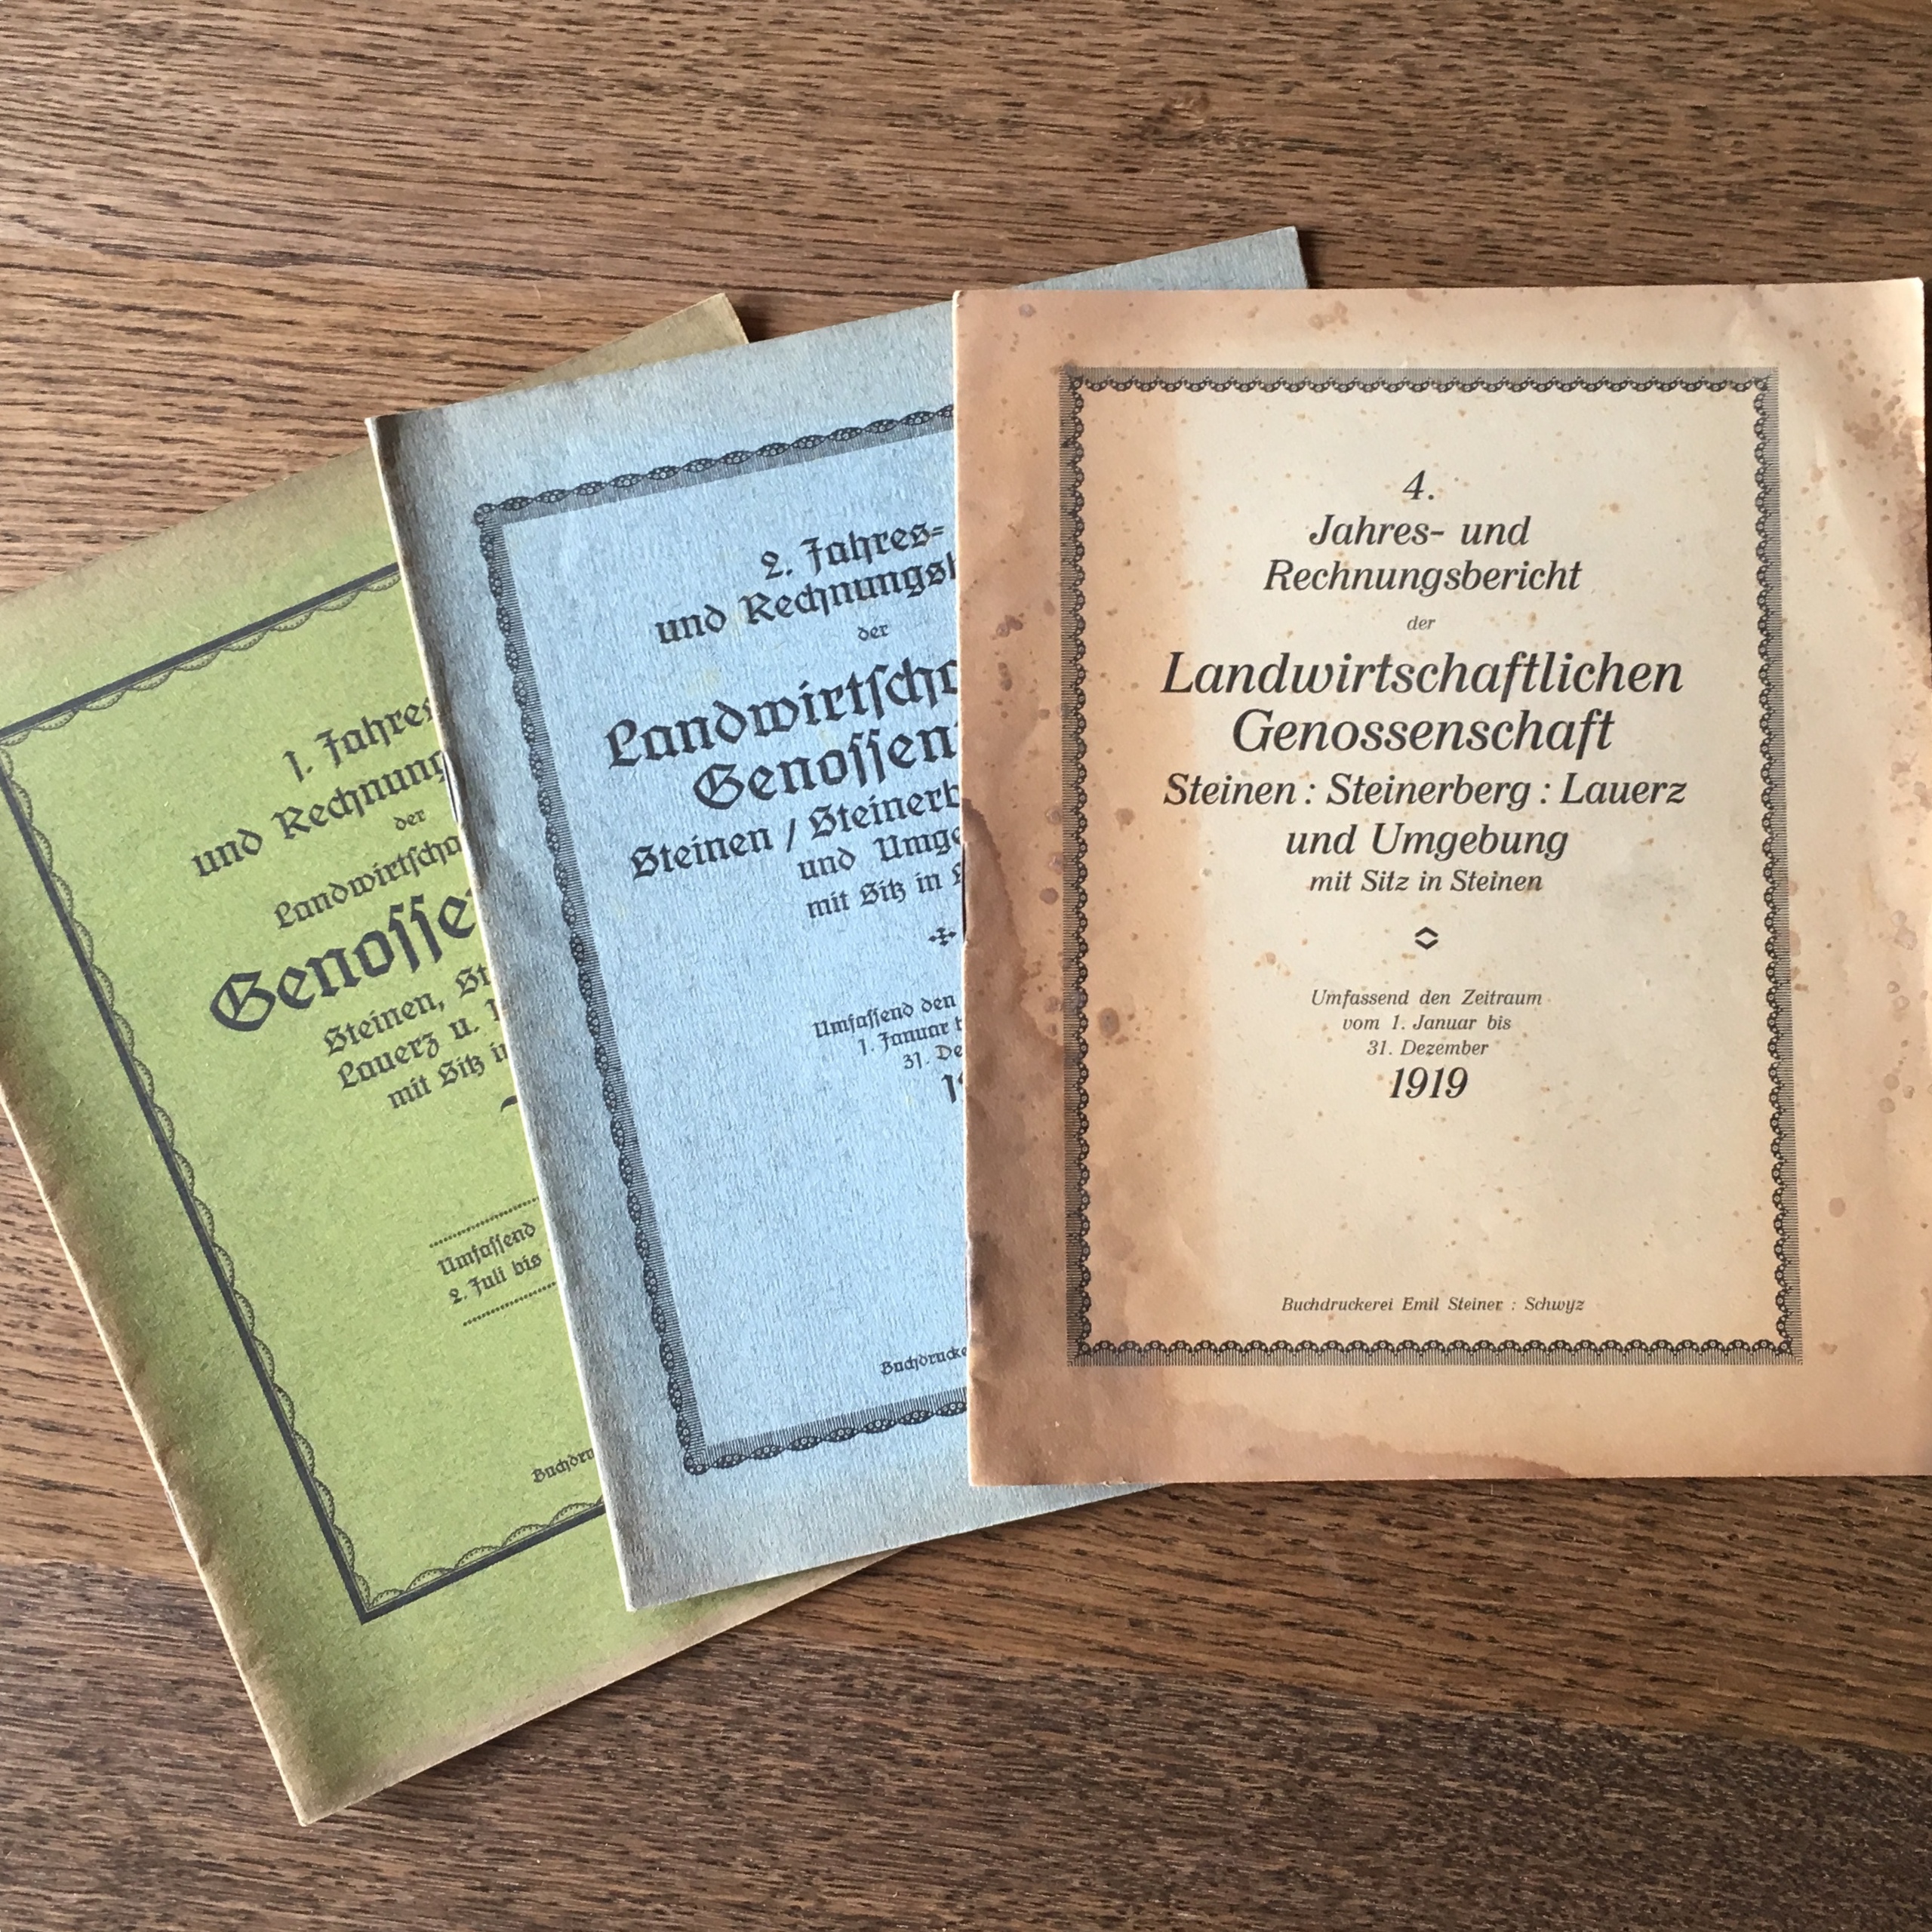 1. Jahres
und Rechnung
der
Landwirtſcha
Genoſſe
Steinen, St
Lauerz u.
mit Sitz in
Umfaſſend
2. Juli bis
Buchdru
2. Jahres=
und Rechnungsb
der
Landwirtſcha
Genoſſen
Steinen / Steinerb
und Umge
mit Sitz in
Umfaſſend den
1. Januar b
31. De
19
Buchdrucke
4.
Jahres- und
Rechnungsbericht
der
Landwirtschaftlichen
Genossenschaft
Steinen : Steinerberg : Lauerz
und Umgebung
mit Sitz in Steinen
Umfassend den Zeitraum
vom 1. Januar bis
31. Dezember
1919
Buchdruckerei Emil Steiner : Schwyz